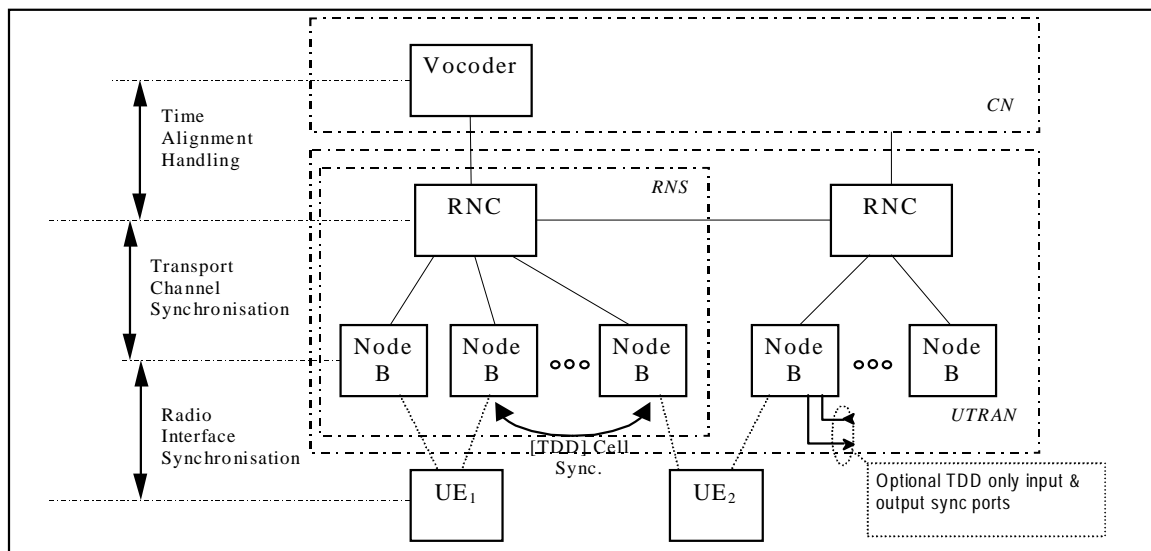 Vocoder
CN
Time
Alignment
Handling
RNS
RNC
RNC
Transport
Channel
Synchronisation
Node
B
Node
B
Node
B
Node
B
Node
B
UTRAN
Radio
Interface
Synchronisation
[TDD] Cell
Sync.
UE1
UE2
Optional TDD only input &
output sync ports